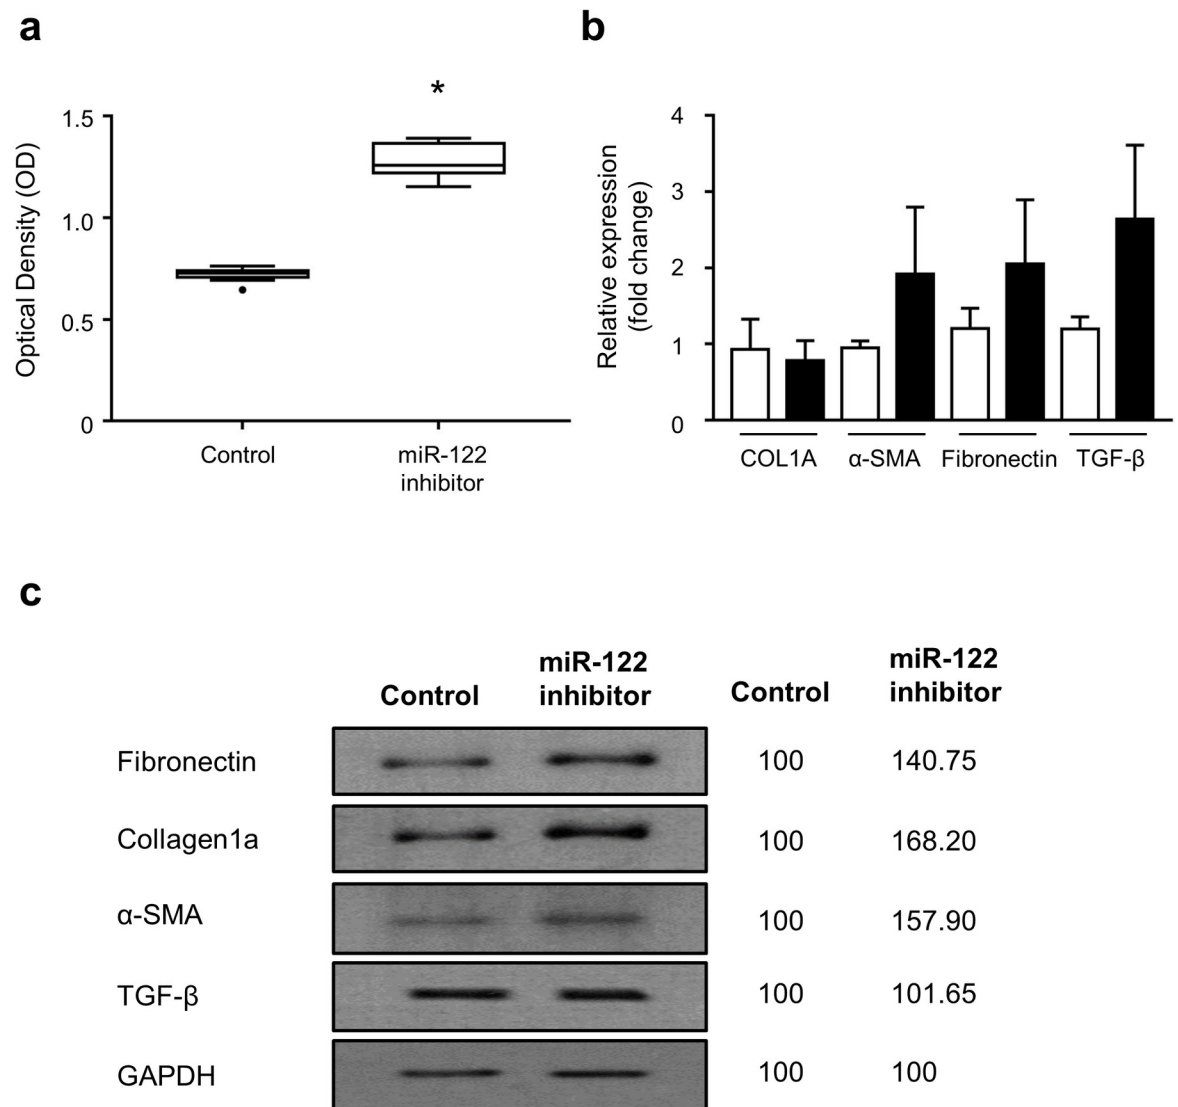 a
b
*
Optical Density (OD)
1.5
1.0
0.5
0
Control
miR-122
inhibitor
Relative expression
(fold change)
4
3
2
1
0
COL1A α-SMA Fibronectin TGF-β
c
Control miR-122 inhibitor Control miR-122 inhibitor
Fibronectin 100 140.75
Collagen1a 100 168.20
α-SMA 100 157.90
TGF-β 100 101.65
GAPDH 100 100